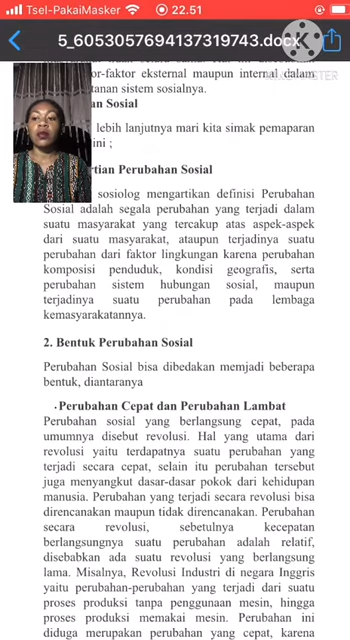 Tsel-PakaiMasker 22.51
5_6053057694137319743.docx
or-faktor eksternal maupun internal dalam
tanan sistem sosialnya.
an Sosial
lebih lanjutnya mari kita simak pemaparan
ini ;
rtian Perubahan Sosial
sosiolog mengartikan definisi Perubahan
Sosial adalah segala perubahan yang terjadi dalam
suatu masyarakat yang tercakup atas aspek-aspek
dari suatu masyarakat, ataupun terjadinya suatu
perubahan dari faktor lingkungan karena perubahan
komposisi penduduk, kondisi geografis, serta
perubahan sistem hubungan sosial, maupun
terjadinya suatu perubahan pada lembaga
kemasyarakatannya.
2. Bentuk Perubahan Sosial
Perubahan Sosial bisa dibedakan memjadi beberapa
bentuk, diantaranya
.Perubahan Cepat dan Perubahan Lambat
Perubahan sosial yang berlangsung cepat, pada
umumnya disebut revolusi. Hal yang utama dari
revolusi yaitu terdapatnya suatu perubahan yang
terjadi secara cepat, selain itu perubahan tersebut
juga menyangkut dasar-dasar pokok dari kehidupan
manusia. Perubahan yang terjadi secara revolusi bisa
direncanakan maupun tidak direncanakan. Perubahan
secara revolusi, sebetulnya kecepatan
berlangsungnya suatu perubahan adalah relatif,
disebabkan ada suatu revolusi yang berlangsung
lama. Misalnya, Revolusi Industri di negara Inggris
yaitu perubahan-perubahan yang terjadi dari suatu
proses produksi tanpa penggunaan mesin, hingga
proses produksi memakai mesin. Perubahan ini
diduga merupakan perubahan yang cepat, karena